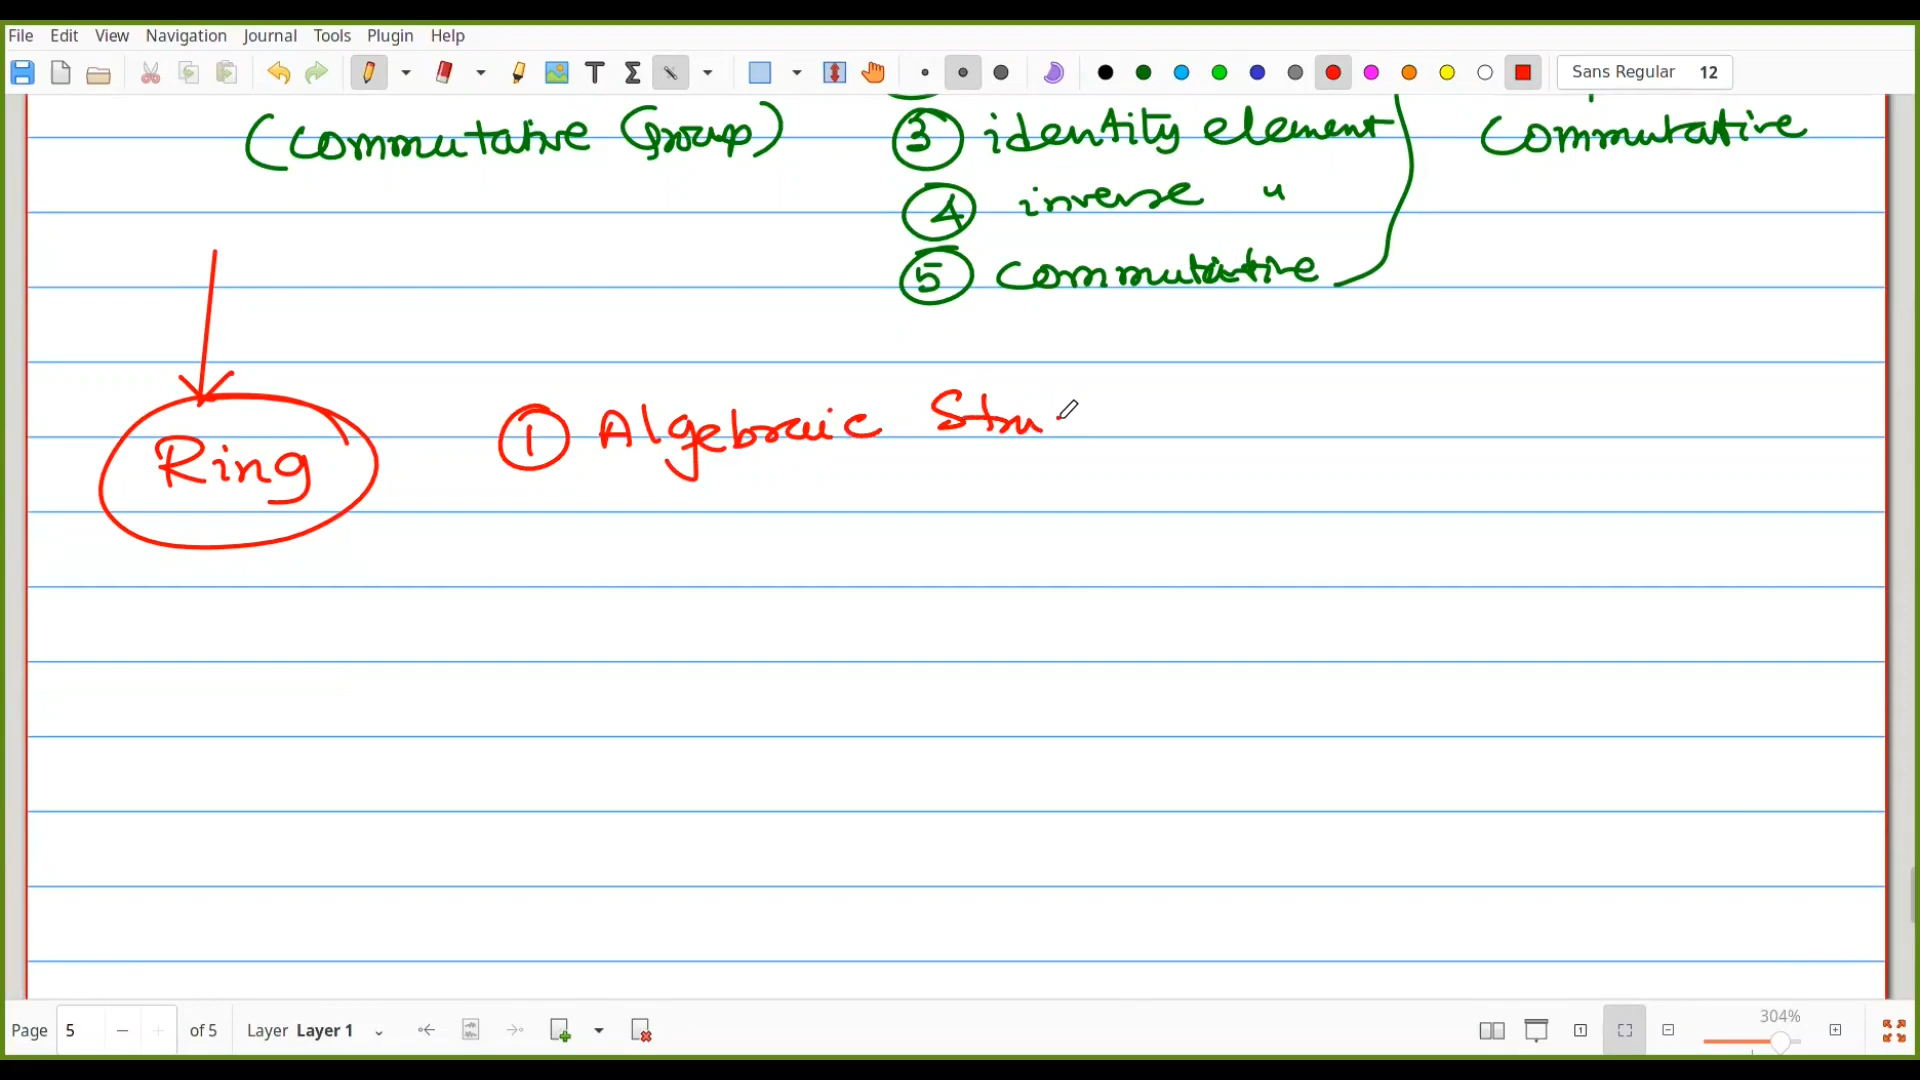 File Edit View Navigation Journal Tools Plugin Help
Sans Regular 12
(Commutative Group) ③ identity element Commutative
④ inverse "
⑤ Commutative
Ring ① Algebraic Stru
Page 5 of 5 Layer Layer 1 304%